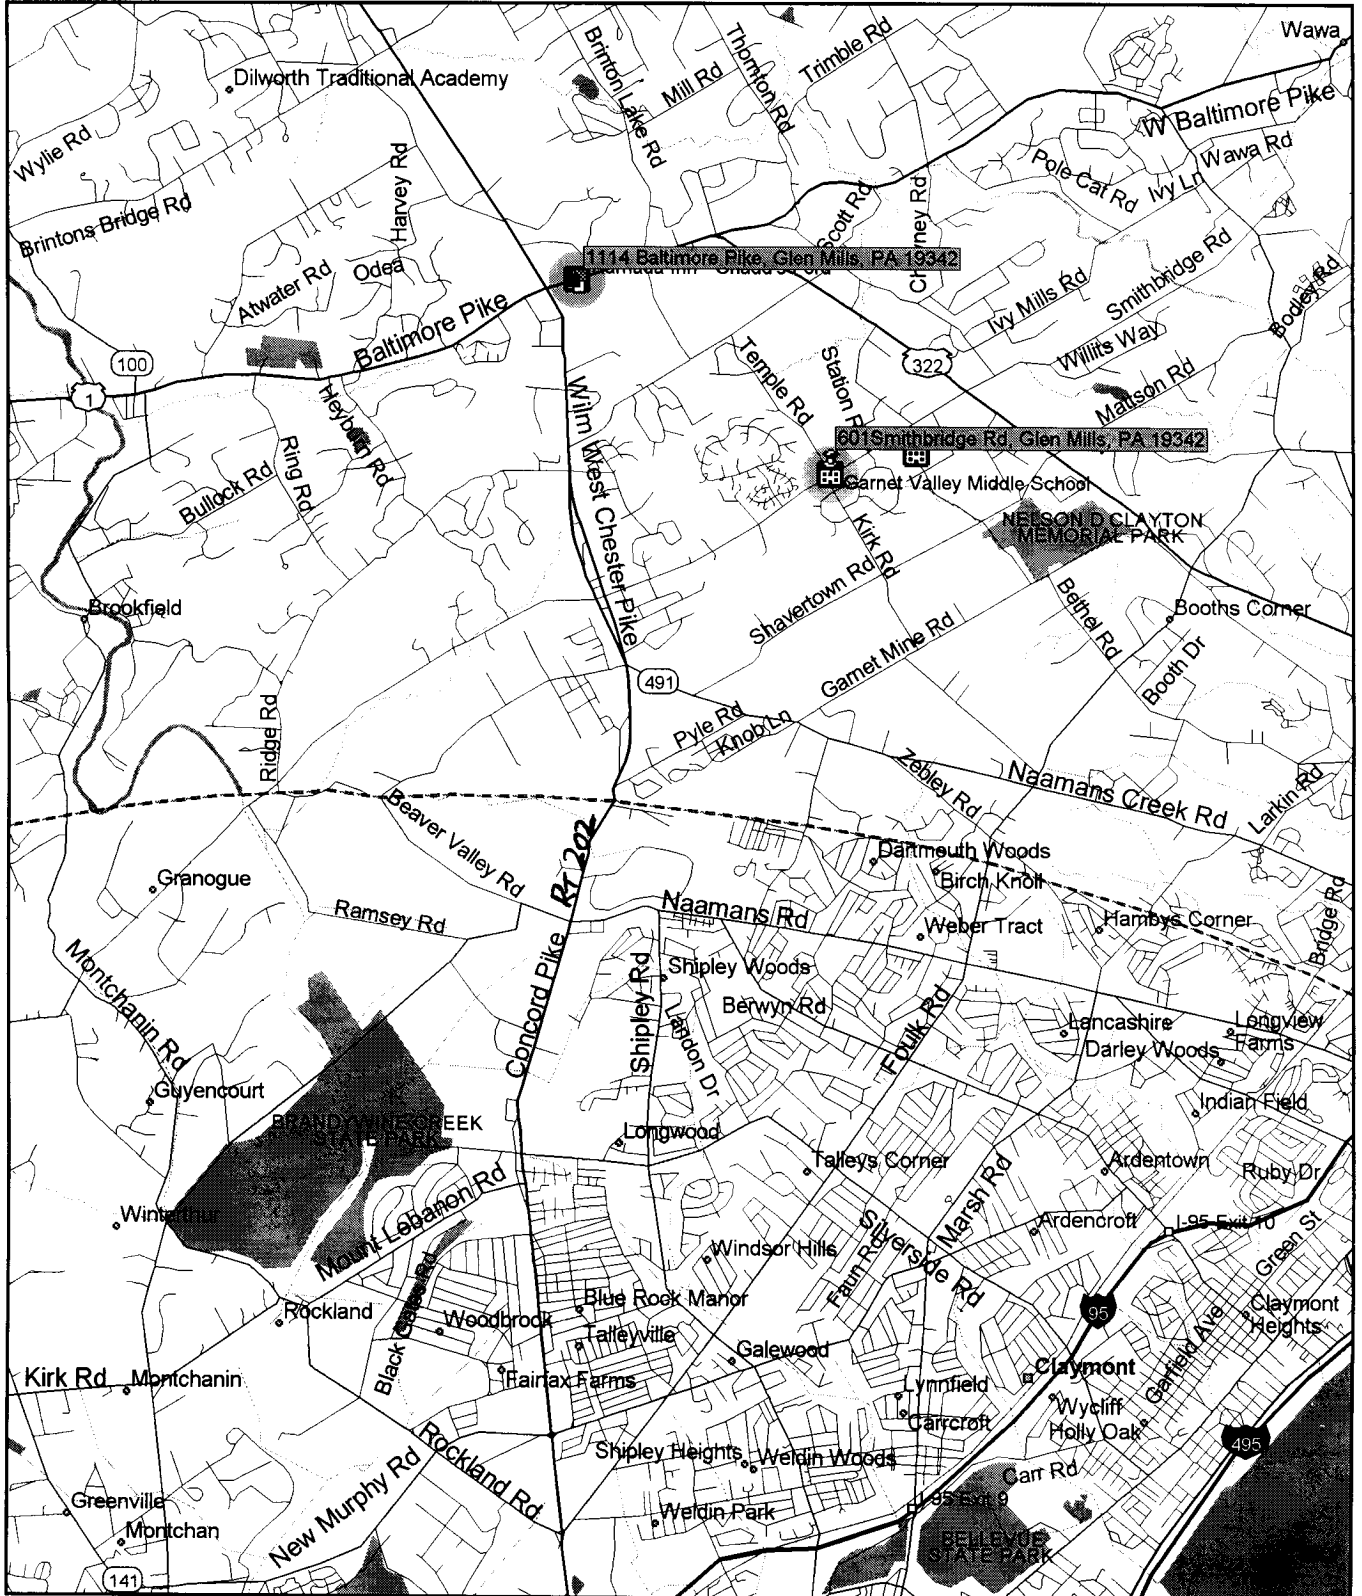 Wawa
Dilworth Traditional Academy
Brinton Lake Rd
Mill Rd
Thornton Rd
Trimble Rd
W Baltimore Pike
Wylie Rd
Harvey Rd
Wawa Rd
Pole Cat Rd
Ivy Ln
Brintons Bridge Rd
Scott Rd
Cheyney Rd
Smithbridge Rd
1114 Baltimore Pike, Glen Mills, PA 19342
Odea
Atwater Rd
Ivy Mills Rd
Bodley Rd
Baltimore Pike
Willits Way
100
Temple Rd
Station R
322
1
Mattson Rd
Heyburn Rd
Wilm West Chester Pike
601Smithbridge Rd, Glen Mills, PA 19342
Ring Rd
Bullock Rd
Garnet Valley Middle School
NELSON D CLAYTON
MEMORIAL PARK
Kirk Rd
Shavertown Rd
Bethel Rd
Brookfield
Booths Corner
Garnet Mine Rd
Booth Dr
491
Ridge Rd
Pyle Rd
Knob Ln
Zebley Rd
Naamans Creek Rd
Larkin Rd
Beaver Valley Rd
RT 202
Dartmouth Woods
Granogue
Birch Knoll
Ramsey Rd
Naamans Rd
Weber Tract
Hambys Corner
Bridge Rd
Montchanin Rd
Concord Pike
Shipley Rd
Shipley Woods
Berwyn Rd
Landon Dr
Foulk Rd
Lancashire
Longview
Farms
Darley Woods
Guyencourt
Indian Field
BRANDYWINE CREEK
STATE PARK
Longwood
Talleys Corner
Marsh Rd
Ardentown
Ruby Dr
Mount Lebanon Rd
Winterthur
Silverside Rd
Ardencroft
I-95 Exit 10
Green St
Windsor Hills
Faun Rd
Black Gates Rd
Rockland
Woodbrook
Blue Rock Manor
95
Claymont
Heights
Talleyville
Galewood
Garfield Ave
Kirk Rd
Montchanin
Fairfax Farms
Claymont
Lynnfield
Wycliff
Carrcroft
Holly Oak
Rockland Rd
Shipley Heights
Weldin Woods
495
New Murphy Rd
Carr Rd
Greenville
Weldin Park
I-95 Exit 9
Montchan
BELLEVUE
STATE PARK
141